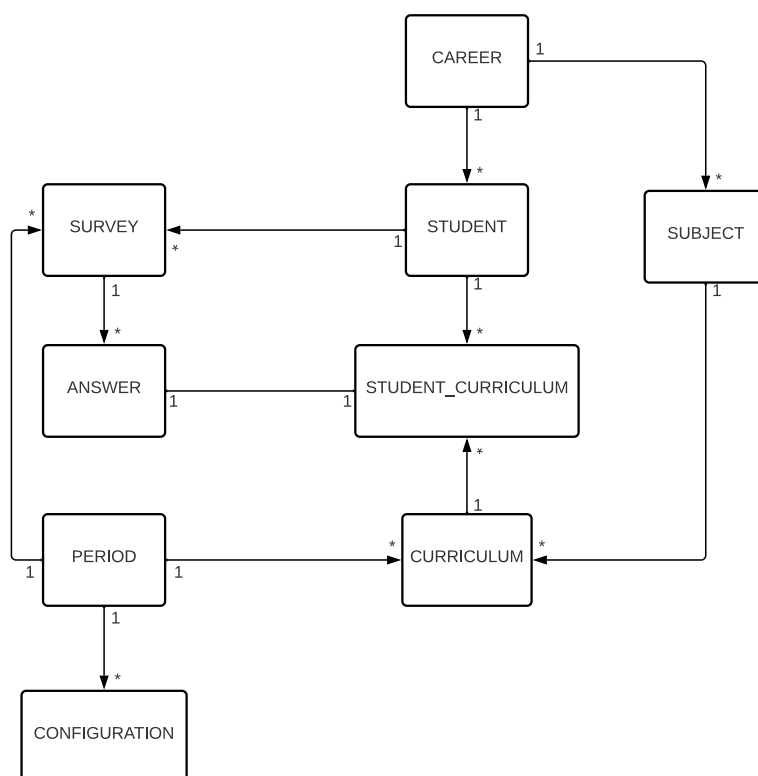 CAREER
1
*
1
*
SURVEY
*
STUDENT
1
*
SUBJECT
1
1
*
1
*
ANSWER
1
1
STUDENT_CURRICULUM
1
*
1
PERIOD
1
1
*
CURRICULUM
*
1
*
CONFIGURATION